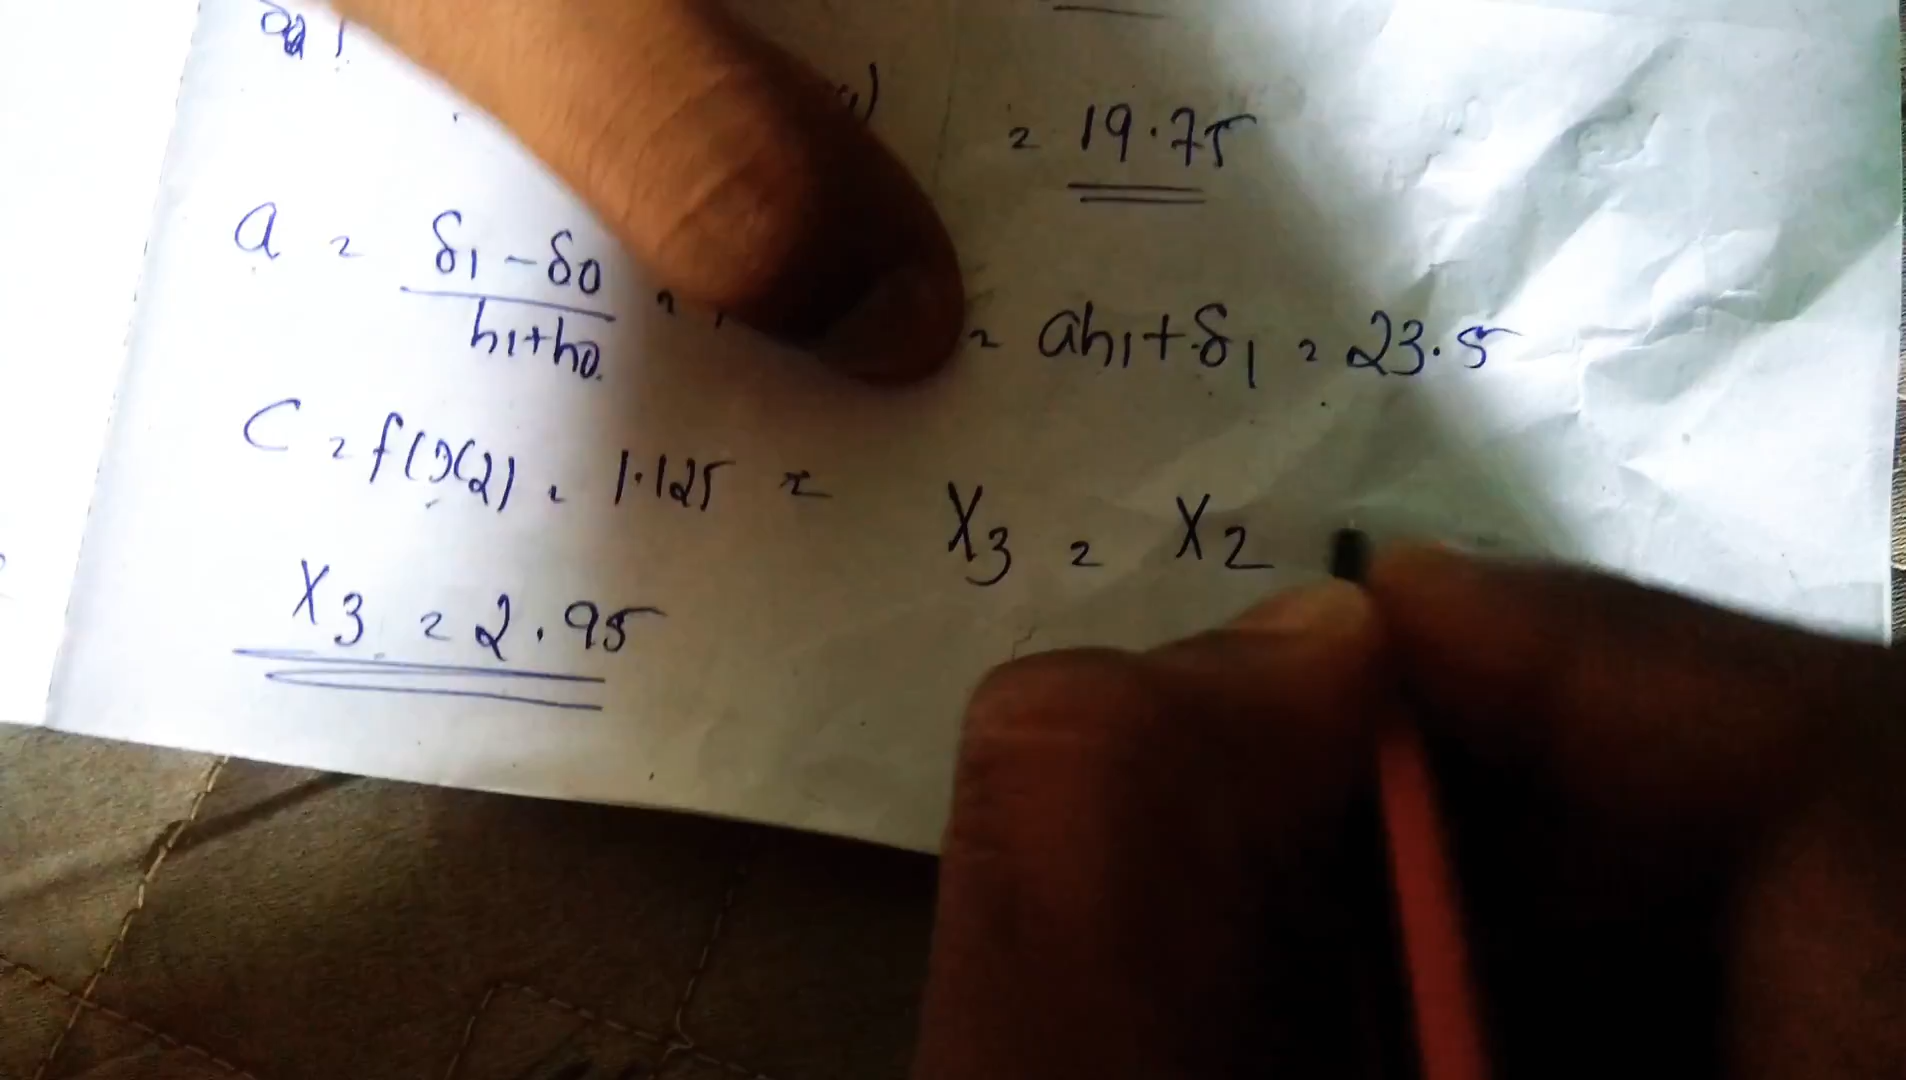 = 19.75
a = δ1 - δ0 / h1+h0 =
= ah1+δ1 = 23.5
C = f(x2) = 1.125 =
X3 = X2
X3 = 2.95